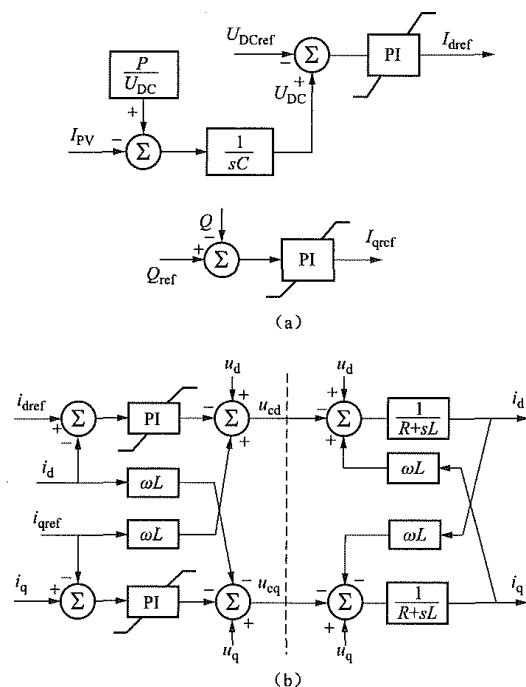 U_DCref
−
Σ
PI
I_dref
P
U_DC
+
U_DC
+
I_PV
−
Σ
1
sC
Q
−
+
Σ
PI
I_qref
Q_ref
(a)
u_d
u_d
i_dref
+
Σ
−
PI
−
+
Σ
+
u_cd
−
+
Σ
+
1
R+sL
i_d
i_d
ωL
ωL
i_qref
ωL
ωL
i_q
+
−
Σ
PI
−
−
Σ
+
u_cq
−
−
Σ
+
1
R+sL
i_q
u_q
u_q
(b)